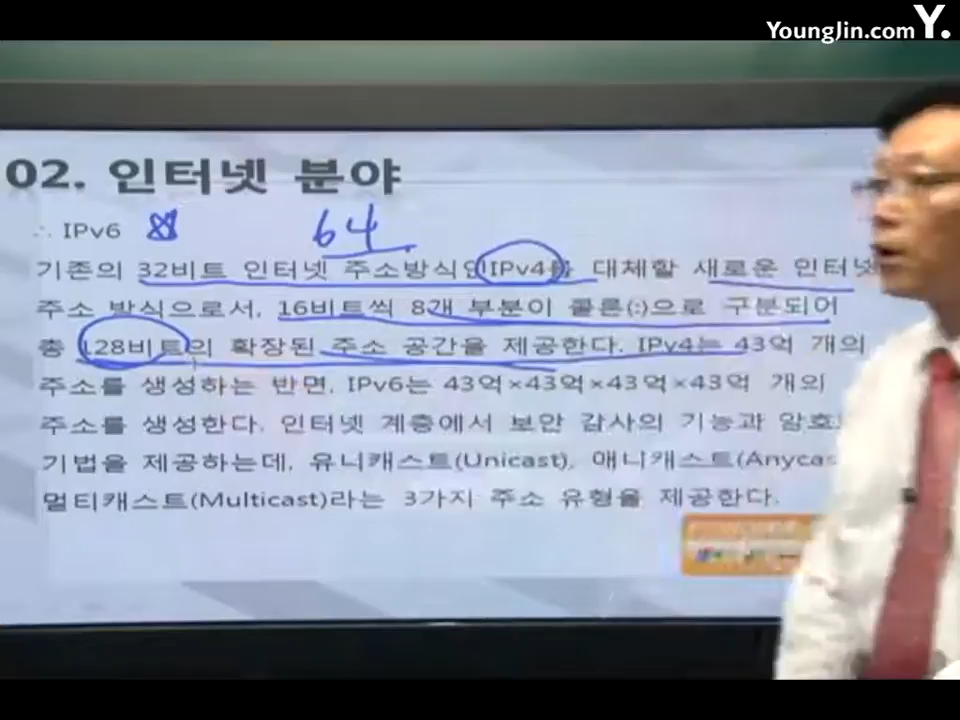 YoungJin.com Y.
02. 인터넷 분야
∴ IPv6
64
기존의 32비트 인터넷 주소방식인 IPv4를 대체할 새로운 인터넷
주소 방식으로서, 16비트씩 8개 부분이 콜론(:)으로 구분되어
총 128비트의 확장된 주소 공간을 제공한다. IPv4는 43억 개의
주소를 생성하는 반면, IPv6는 43억×43억×43억×43억 개의
주소를 생성한다. 인터넷 계층에서 보안 감사의 기능과 암호
기법을 제공하는데, 유니캐스트(Unicast), 애니캐스트(Anycas
멀티캐스트(Multicast)라는 3가지 주소 유형을 제공한다.